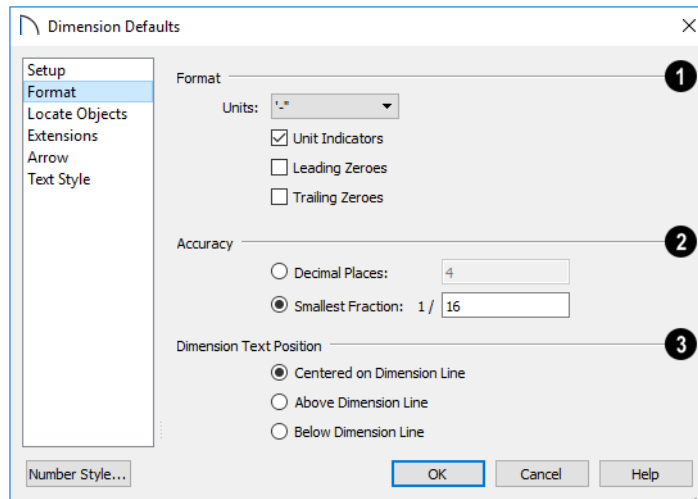 Dimension Defaults
Setup
Format
Locate Objects
Extensions
Arrow
Text Style
Format
1
Units: '-"
Unit Indicators
Leading Zeroes
Trailing Zeroes
Accuracy
2
Decimal Places: 4
Smallest Fraction: 1 / 16
Dimension Text Position
3
Centered on Dimension Line
Above Dimension Line
Below Dimension Line
Number Style... OK Cancel Help